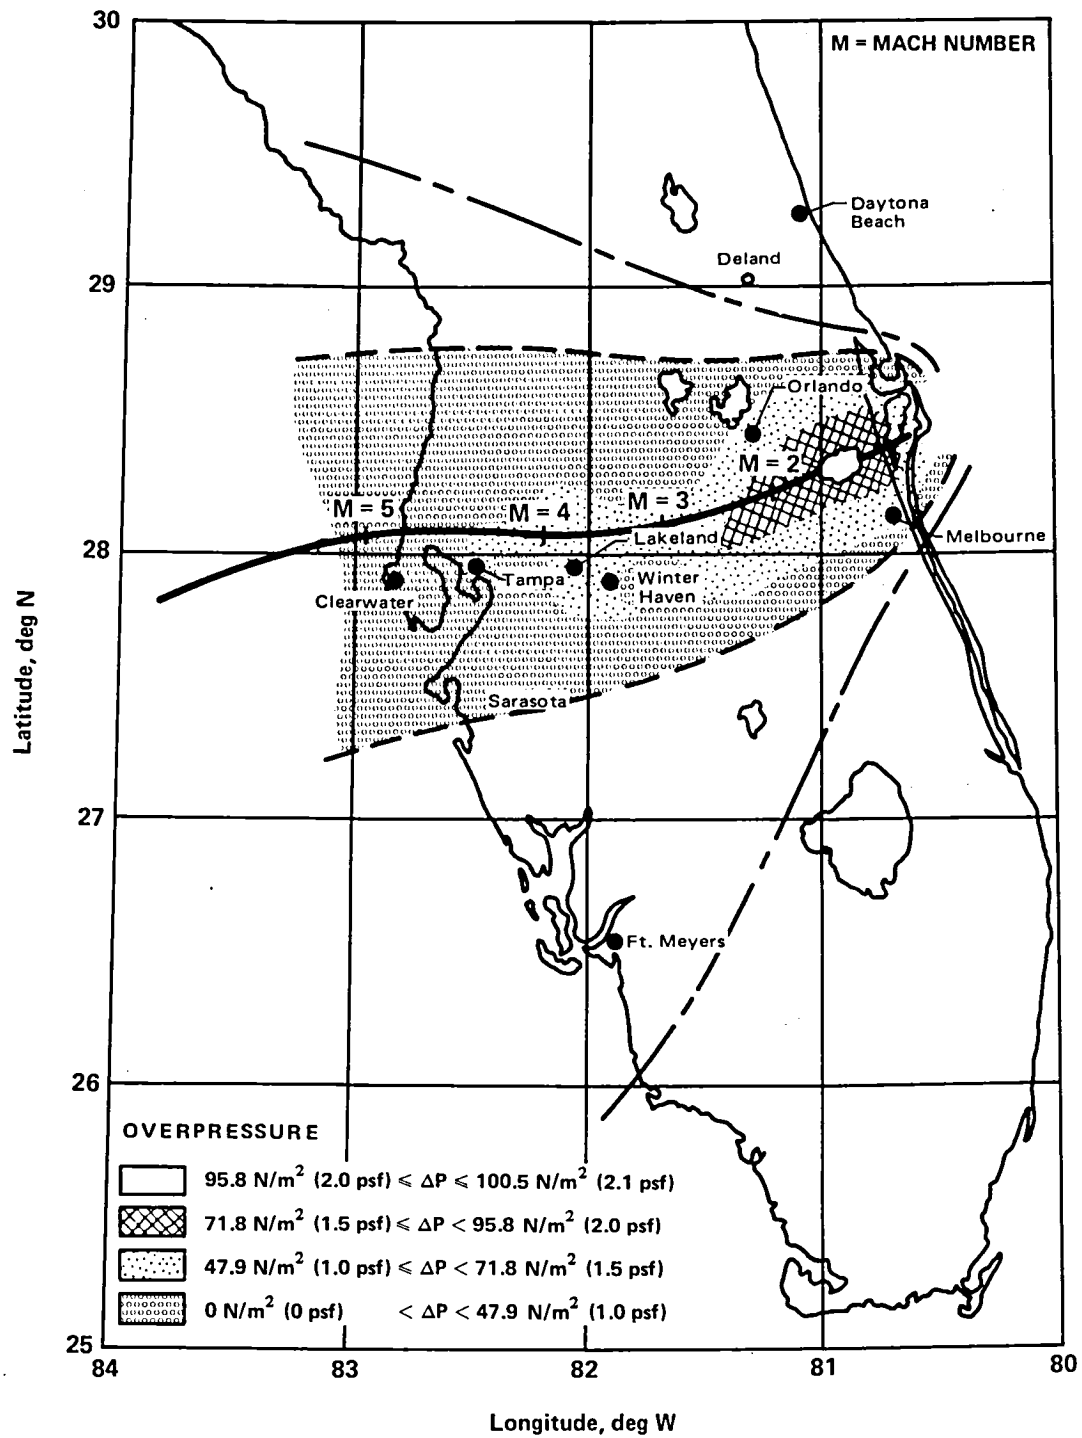 30
M = MACH NUMBER
Daytona
Beach
Deland
29
Orlando
M = 2
M = 3
M = 4
M = 5
Lakeland
Melbourne
28
Tampa
Winter
Haven
Clearwater
Sarasota
Latitude, deg N
27
Ft. Meyers
26
OVERPRESSURE
95.8 N/m² (2.0 psf) ⩽ ΔP ⩽ 100.5 N/m² (2.1 psf)
71.8 N/m² (1.5 psf) ⩽ ΔP < 95.8 N/m² (2.0 psf)
47.9 N/m² (1.0 psf) ⩽ ΔP < 71.8 N/m² (1.5 psf)
0 N/m² (0 psf) < ΔP < 47.9 N/m² (1.0 psf)
25
84 83 82 81 80
Longitude, deg W